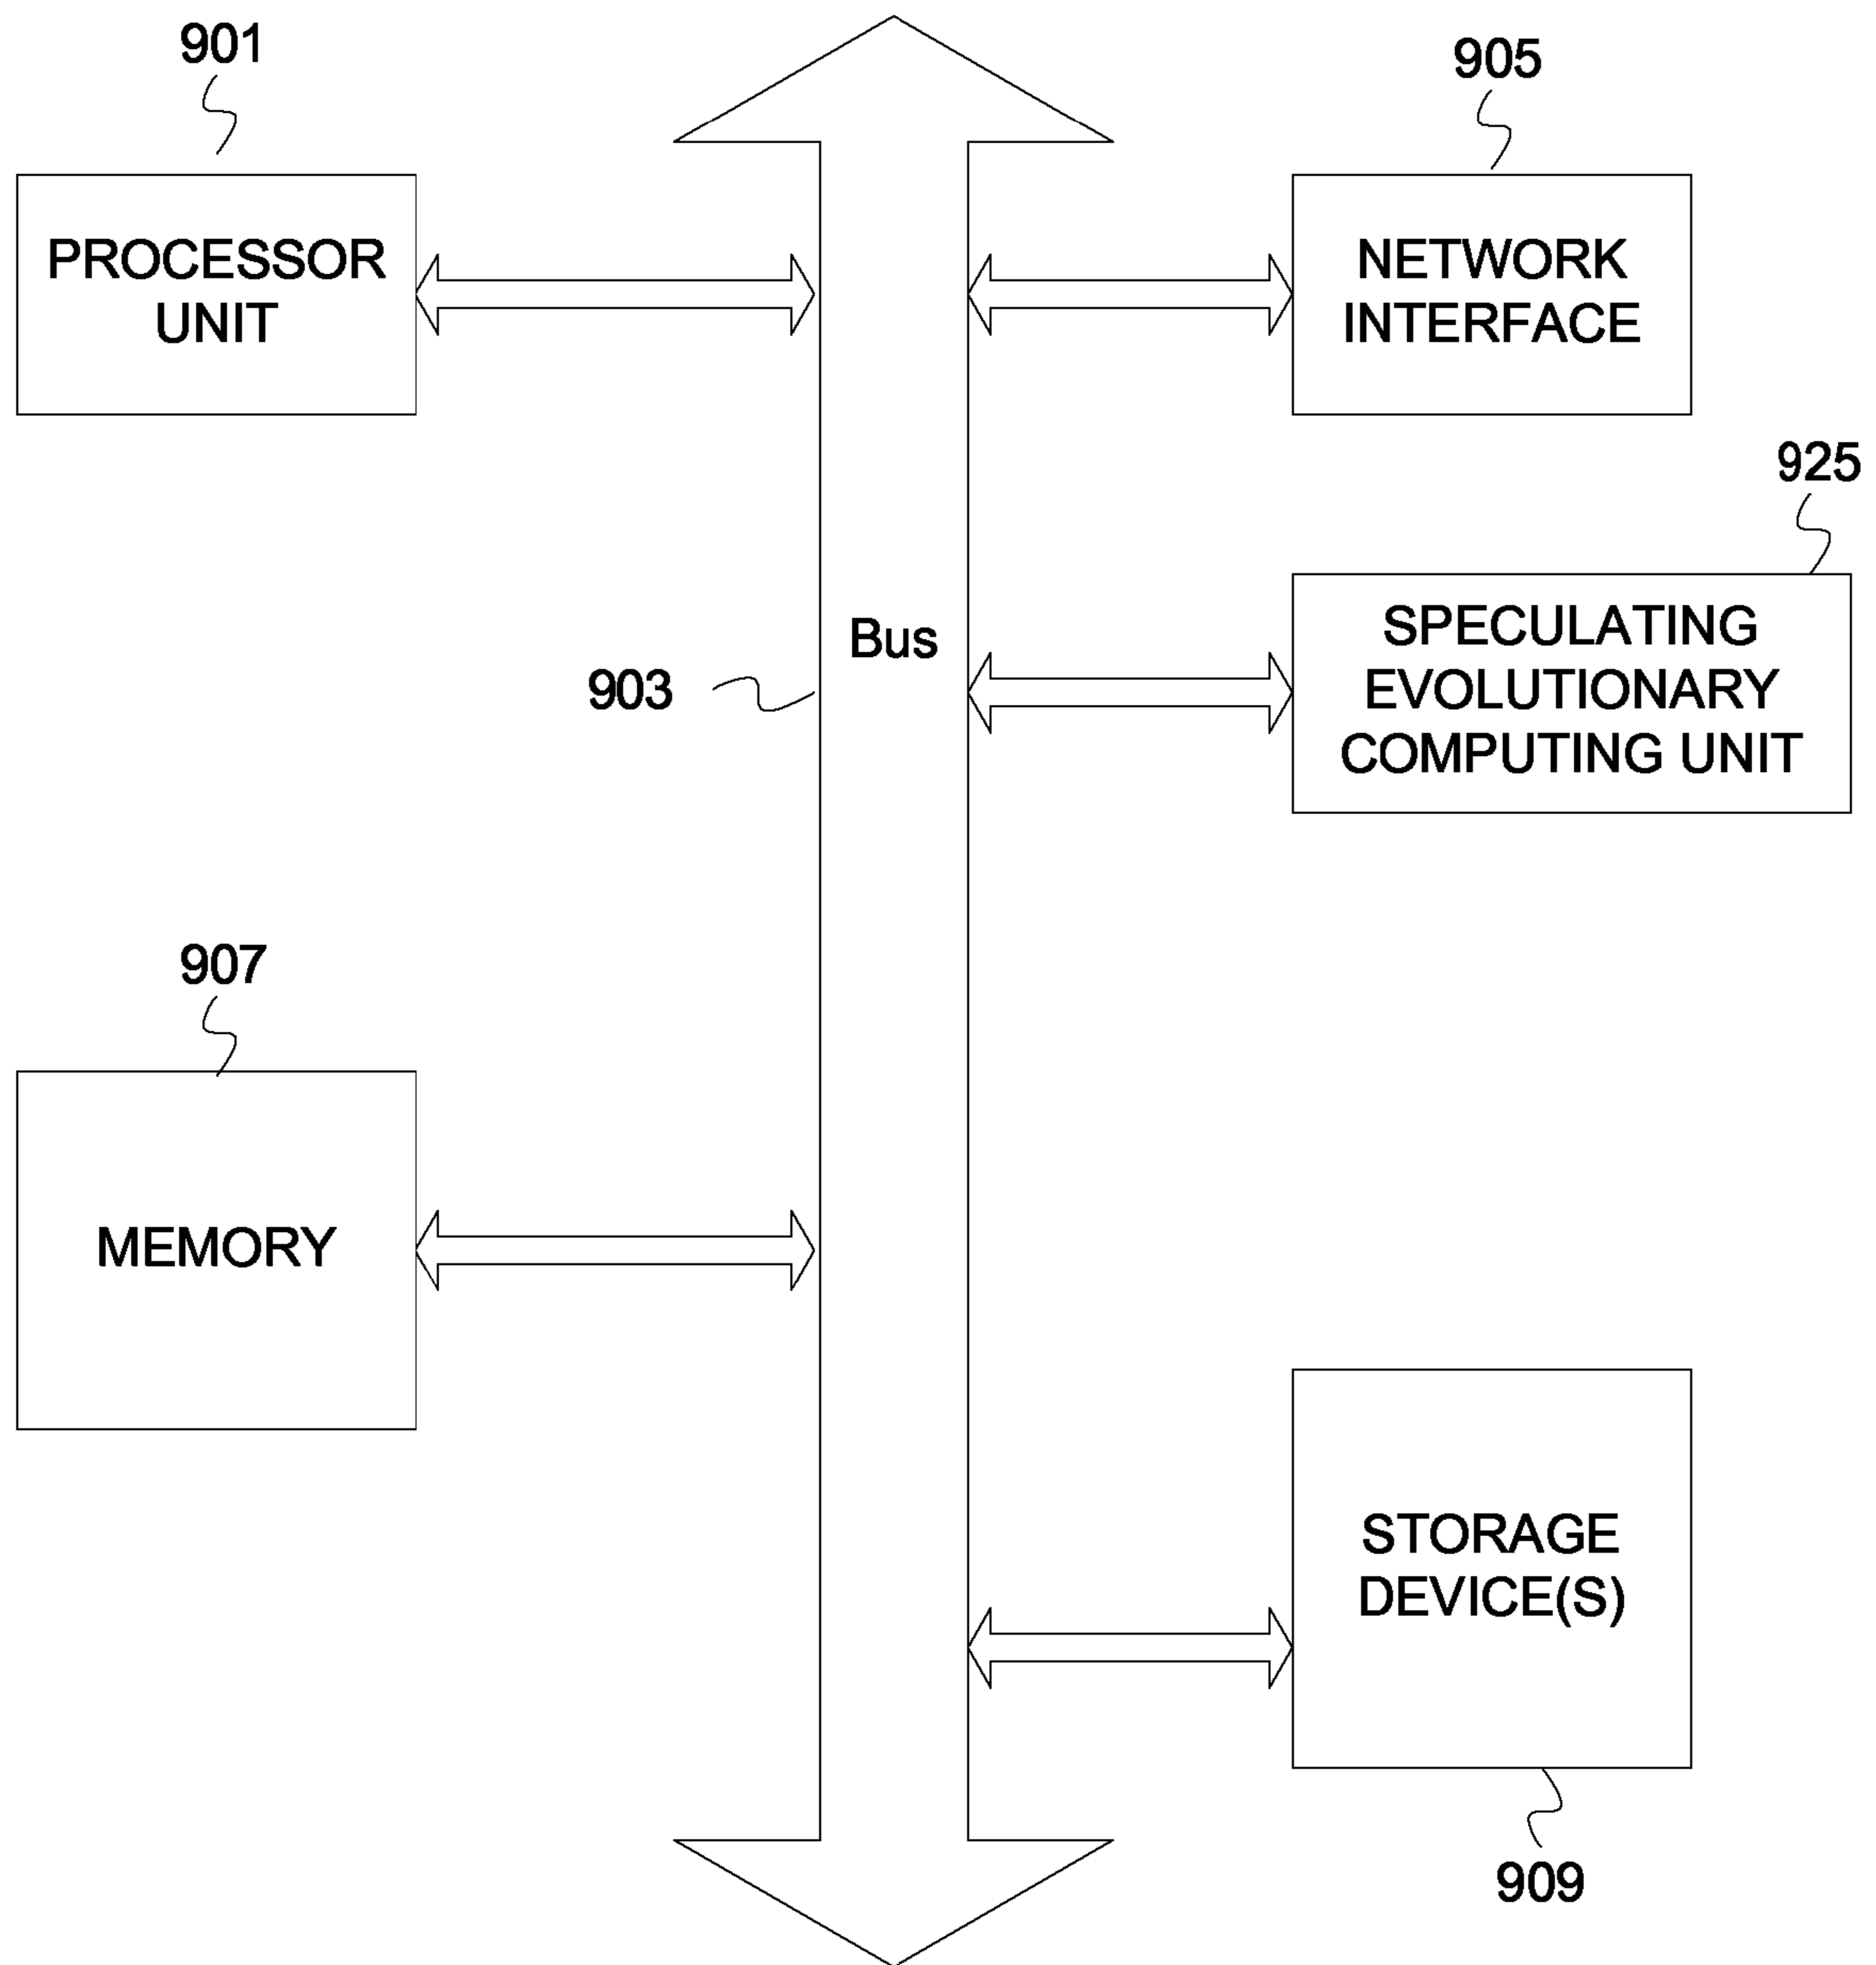 901
905
PROCESSOR
UNIT
NETWORK
INTERFACE
925
Bus
903
SPECULATING
EVOLUTIONARY
COMPUTING UNIT
907
MEMORY
STORAGE
DEVICE(S)
909